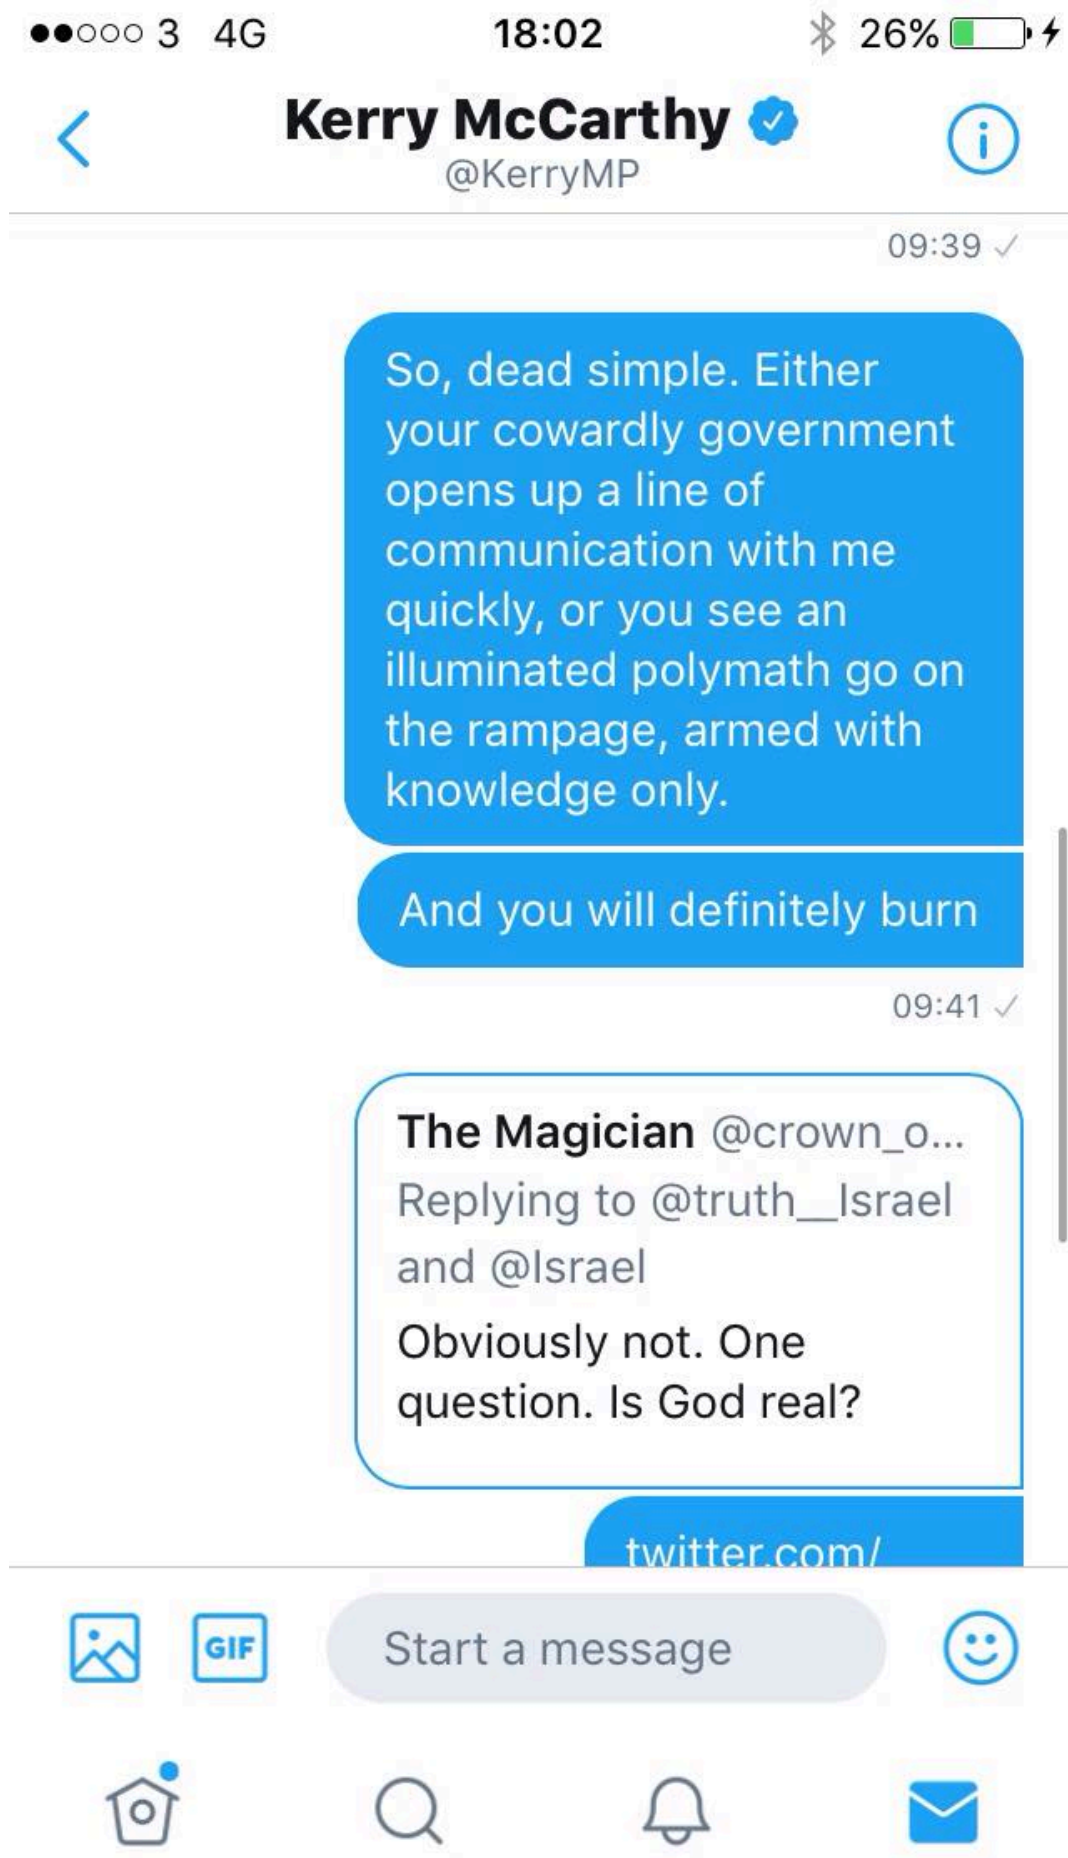 3 4G 18:02 26%
Kerry McCarthy
@KerryMP
09:39
So, dead simple. Either
your cowardly government
opens up a line of
communication with me
quickly, or you see an
illuminated polymath go on
the rampage, armed with
knowledge only.
And you will definitely burn
09:41
The Magician @crown_o...
Replying to @truth__Israel
and @Israel
Obviously not. One
question. Is God real?
twitter.com/
GIF
Start a message